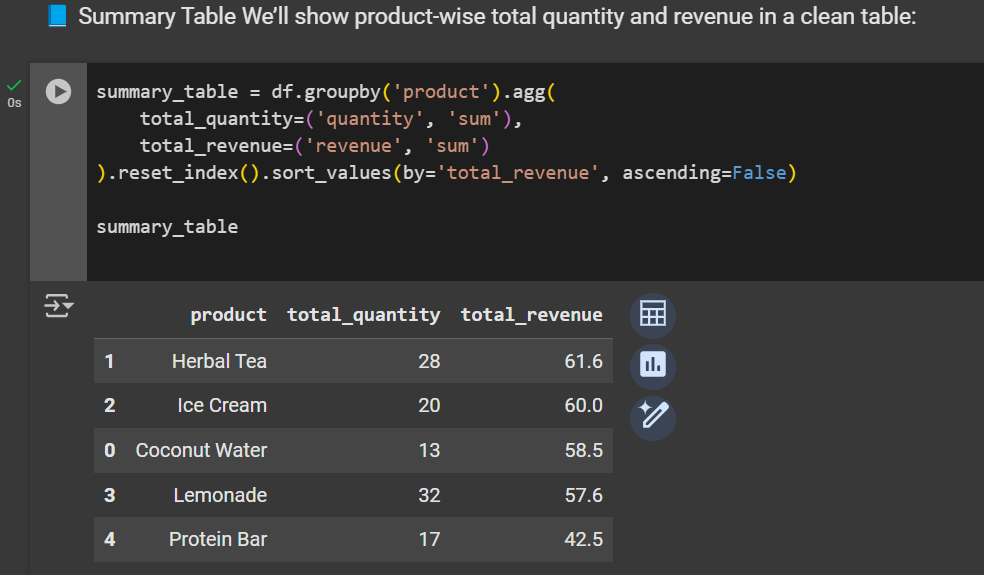 📘 Summary Table We’ll show product-wise total quantity and revenue in a clean table:
0s
summary_table = df.groupby('product').agg(
    total_quantity=('quantity', 'sum'),
    total_revenue=('revenue', 'sum')
).reset_index().sort_values(by='total_revenue', ascending=False)
summary_table
product total_quantity total_revenue
1 Herbal Tea 28 61.6
2 Ice Cream 20 60.0
0 Coconut Water 13 58.5
3 Lemonade 32 57.6
4 Protein Bar 17 42.5